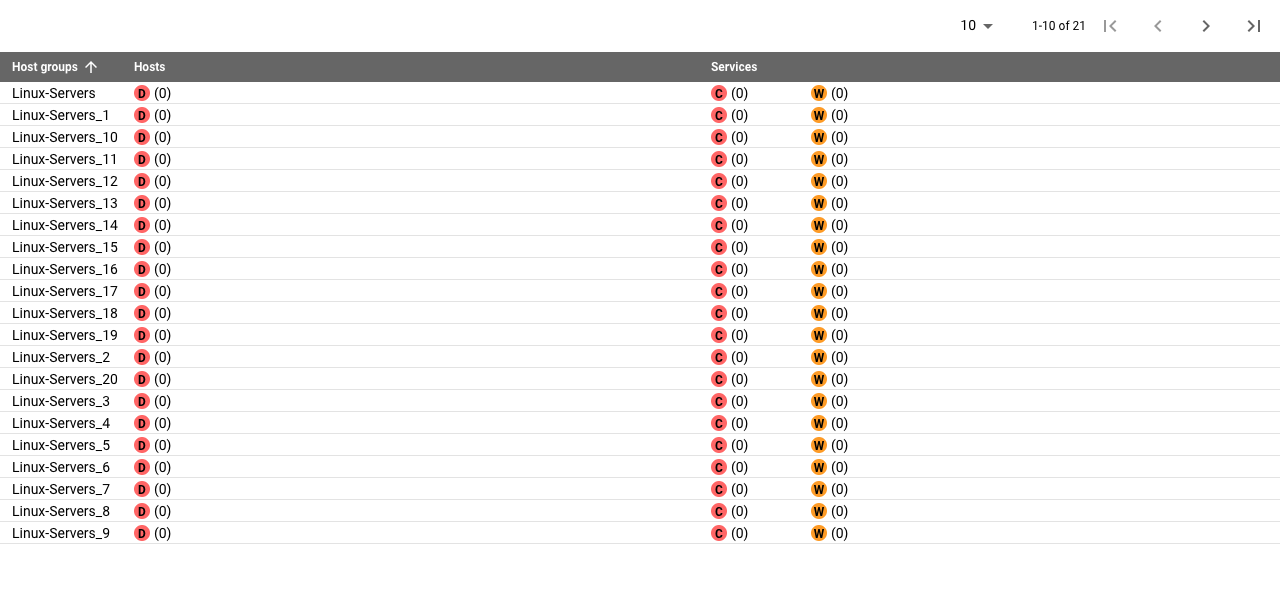 10 1-10 of 21
Host groups Hosts Services
Linux-Servers D (0) C (0) W (0)
Linux-Servers_1 D (0) C (0) W (0)
Linux-Servers_10 D (0) C (0) W (0)
Linux-Servers_11 D (0) C (0) W (0)
Linux-Servers_12 D (0) C (0) W (0)
Linux-Servers_13 D (0) C (0) W (0)
Linux-Servers_14 D (0) C (0) W (0)
Linux-Servers_15 D (0) C (0) W (0)
Linux-Servers_16 D (0) C (0) W (0)
Linux-Servers_17 D (0) C (0) W (0)
Linux-Servers_18 D (0) C (0) W (0)
Linux-Servers_19 D (0) C (0) W (0)
Linux-Servers_2 D (0) C (0) W (0)
Linux-Servers_20 D (0) C (0) W (0)
Linux-Servers_3 D (0) C (0) W (0)
Linux-Servers_4 D (0) C (0) W (0)
Linux-Servers_5 D (0) C (0) W (0)
Linux-Servers_6 D (0) C (0) W (0)
Linux-Servers_7 D (0) C (0) W (0)
Linux-Servers_8 D (0) C (0) W (0)
Linux-Servers_9 D (0) C (0) W (0)